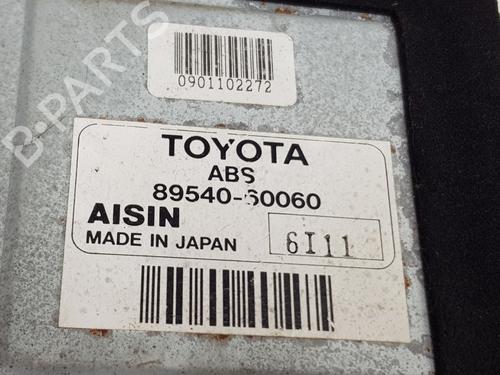 B-PARTS
0901102272
TOYOTA
ABS
89540-60060
AISIN
MADE IN JAPAN
6I11